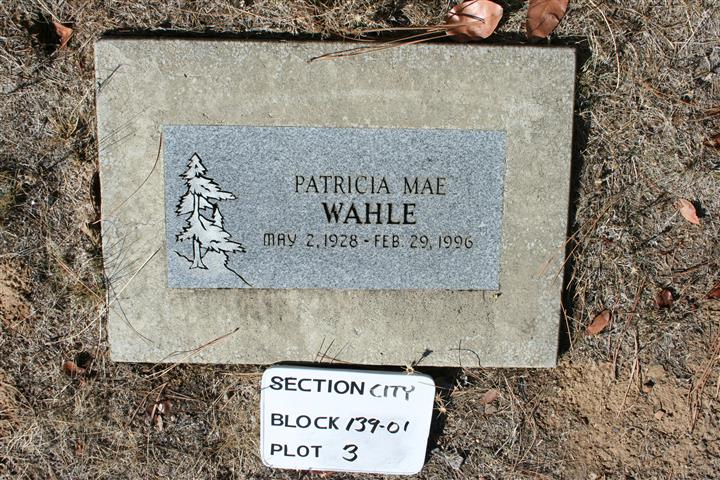 PATRICIA MAE
WAHLE
MAY 2, 1928 - FEB. 29, 1996
SECTION CITY
BLOCK 139-01
PLOT 3